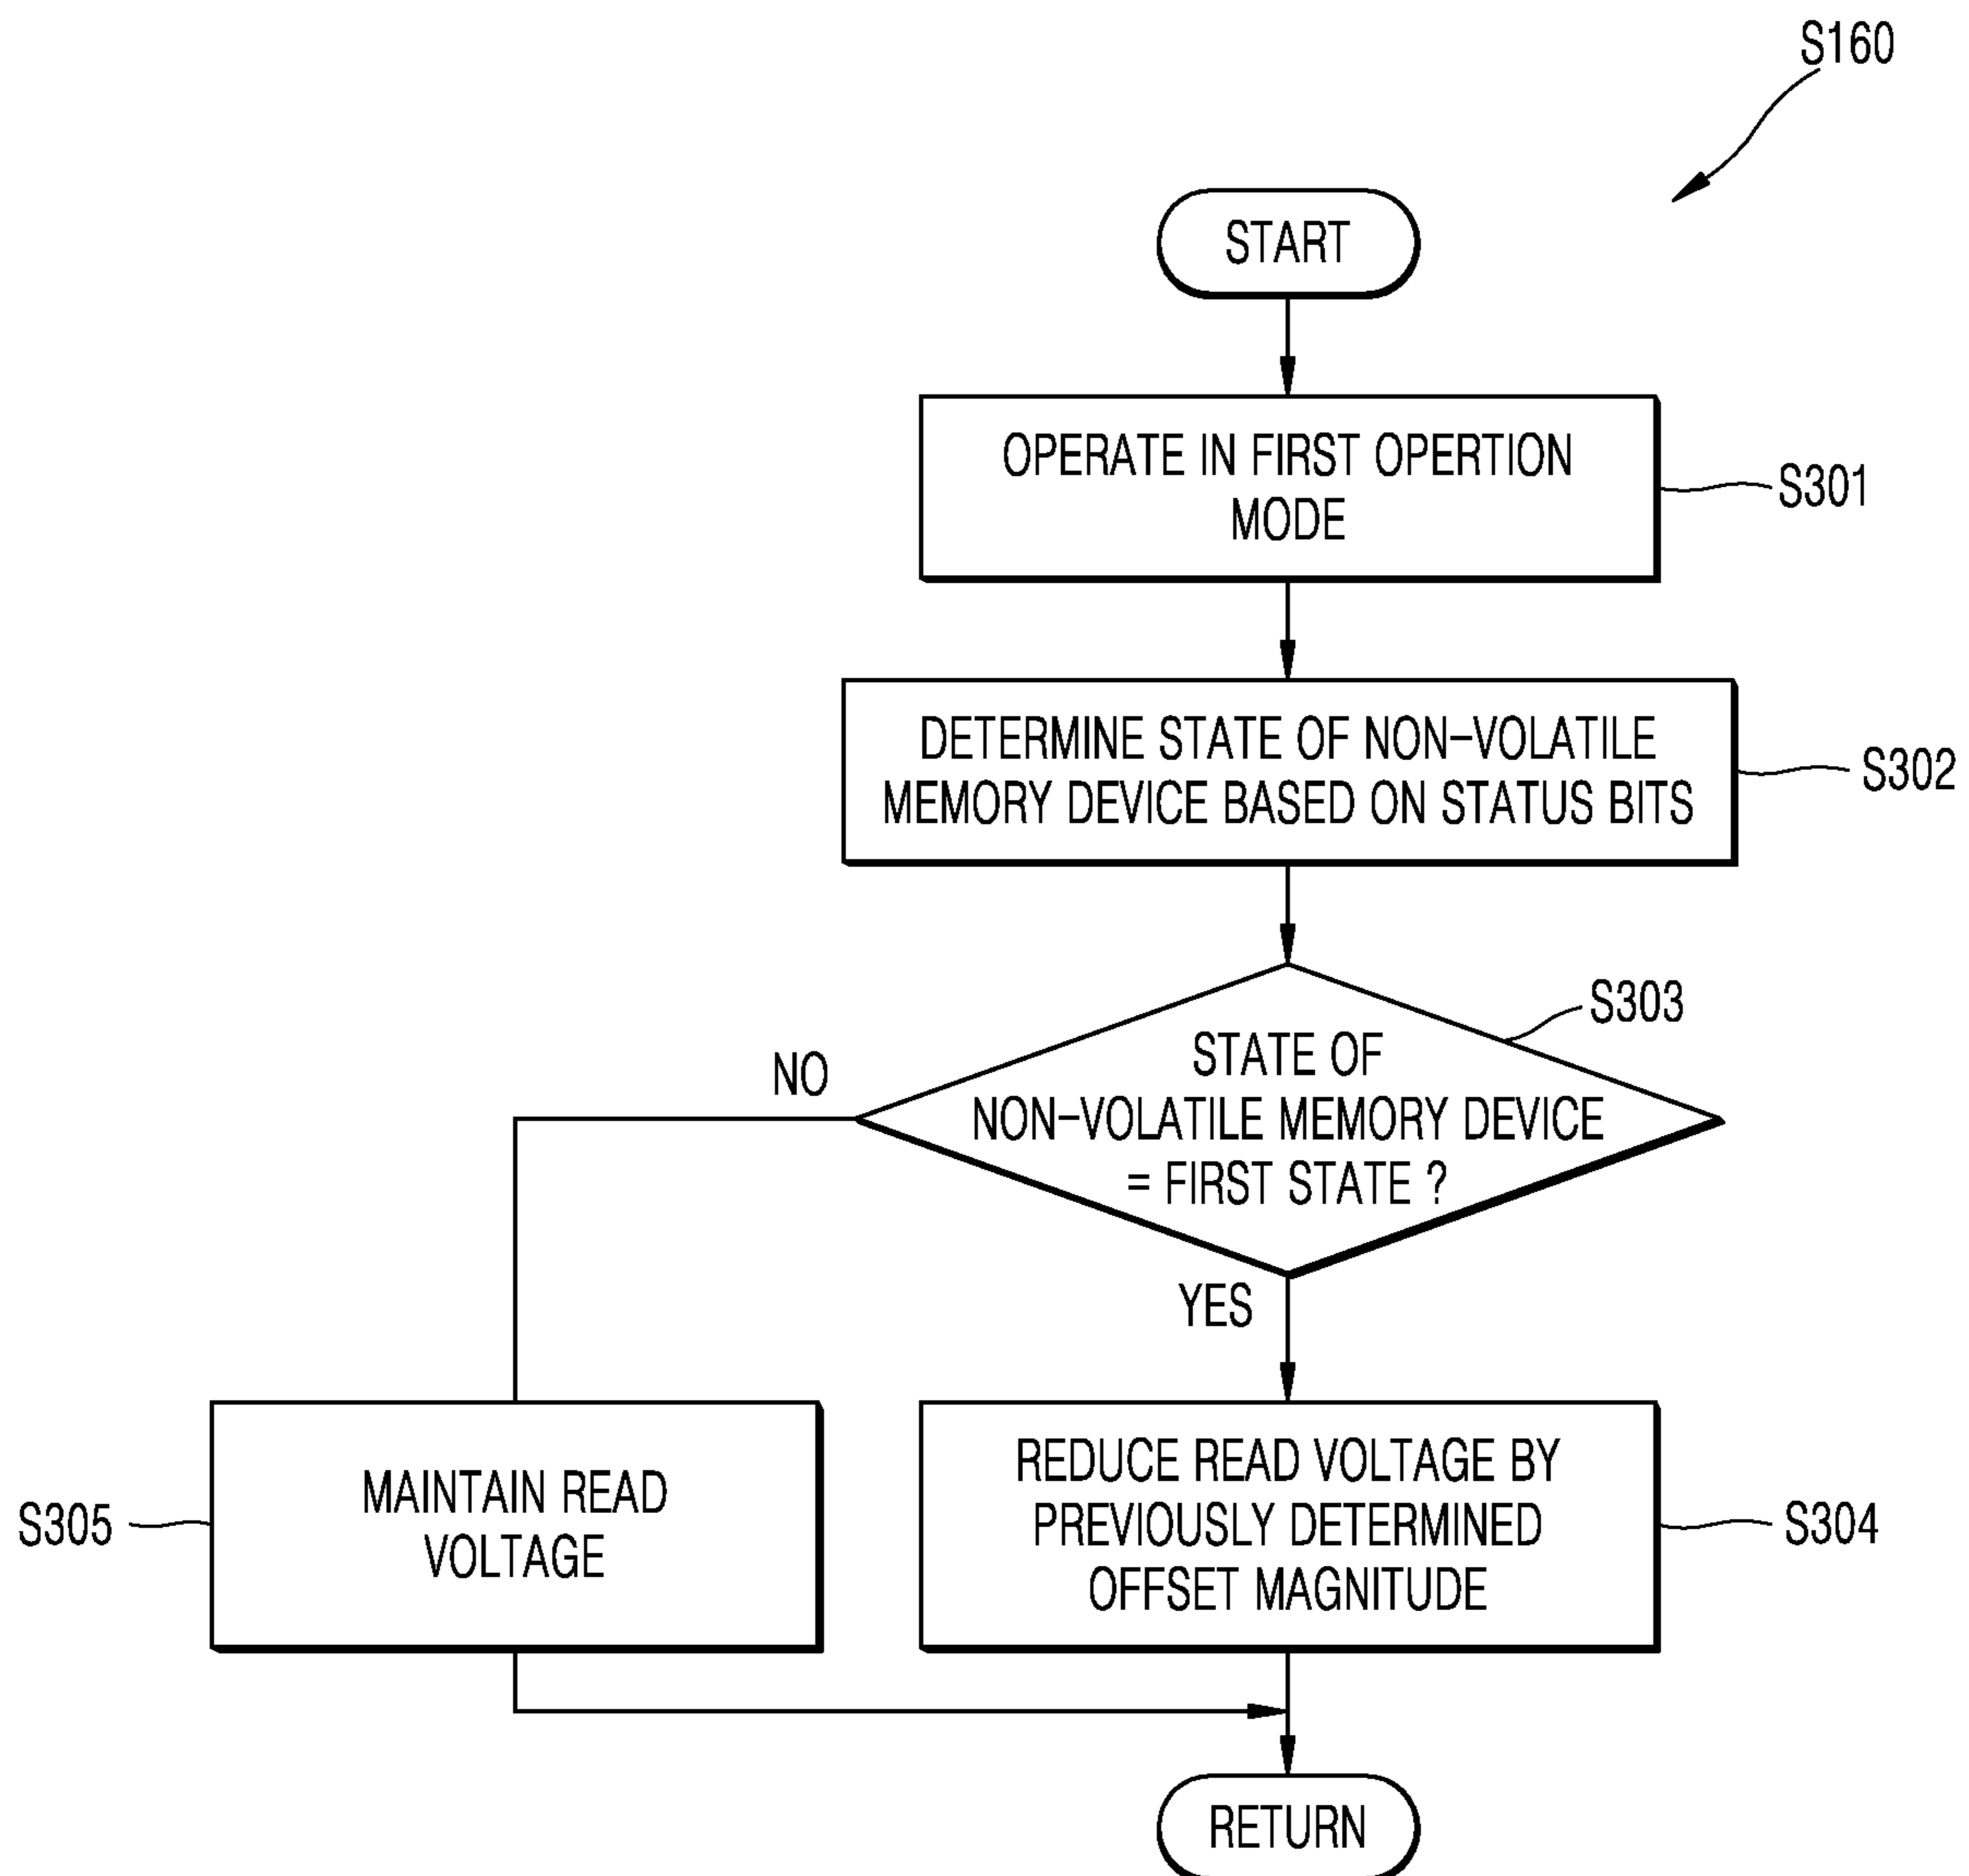 S160
START
OPERATE IN FIRST OPERTION
MODE
S301
DETERMINE STATE OF NON-VOLATILE
MEMORY DEVICE BASED ON STATUS BITS
S302
S303
STATE OF
NON-VOLATILE MEMORY DEVICE
= FIRST STATE ?
NO
YES
MAINTAIN READ
VOLTAGE
S305
REDUCE READ VOLTAGE BY
PREVIOUSLY DETERMINED
OFFSET MAGNITUDE
S304
RETURN